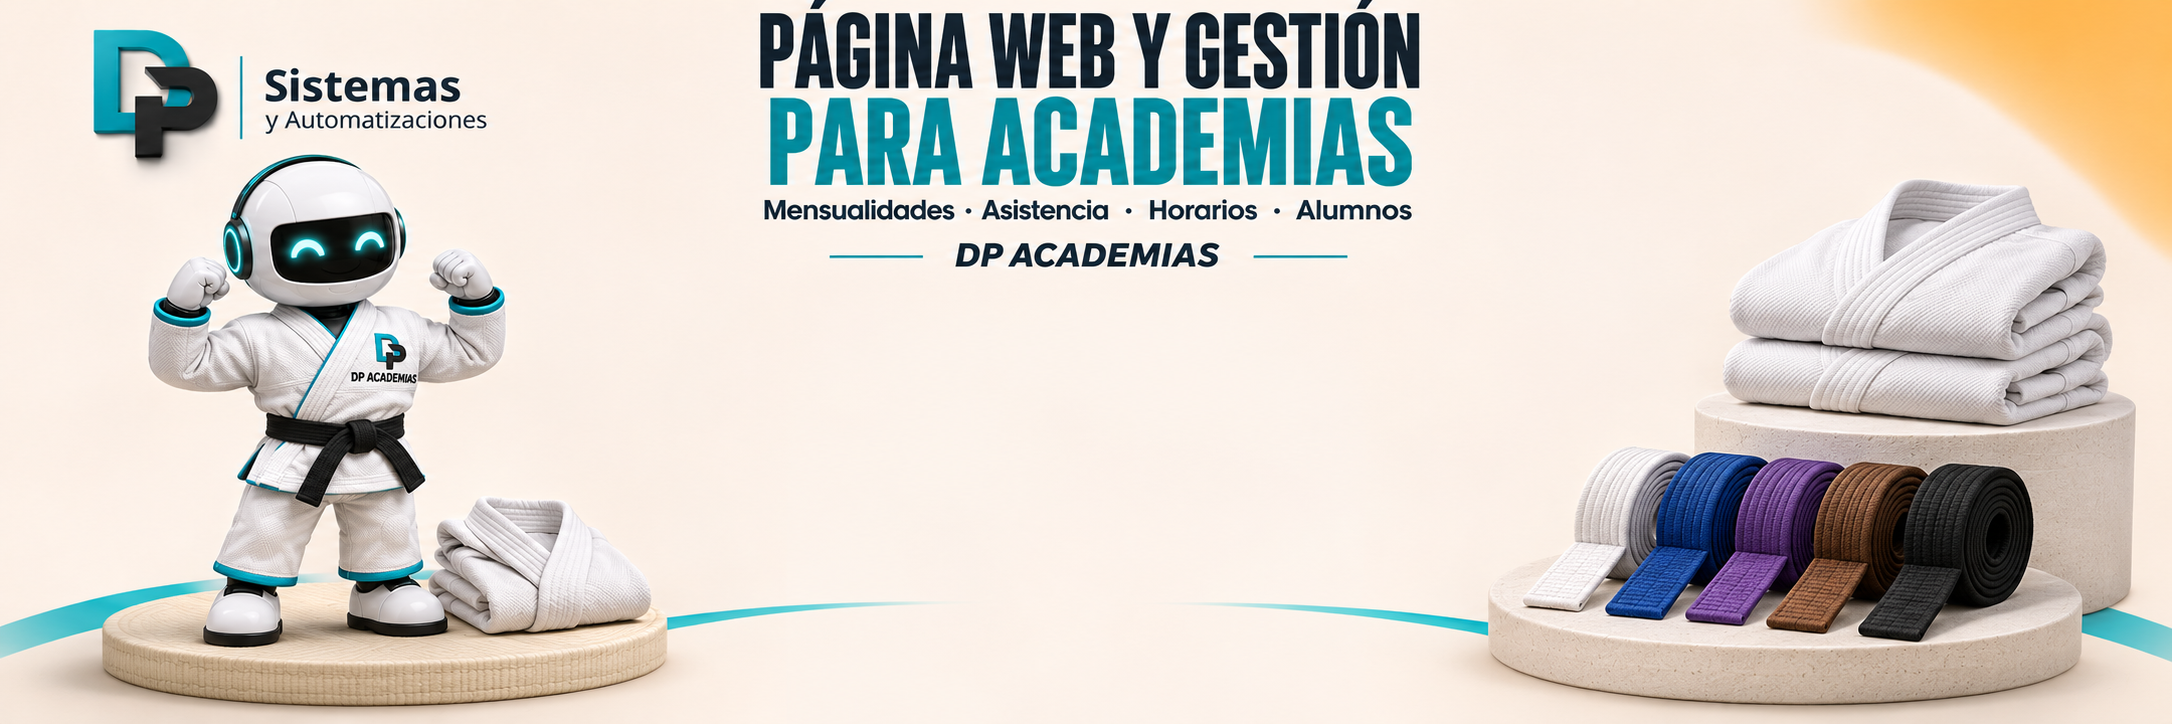 DP
Sistemas
y Automatizaciones
PÁGINA WEB Y GESTIÓN
PARA ACADEMIAS
Mensualidades · Asistencia · Horarios · Alumnos
DP ACADEMIAS
DP
DP ACADEMIAS